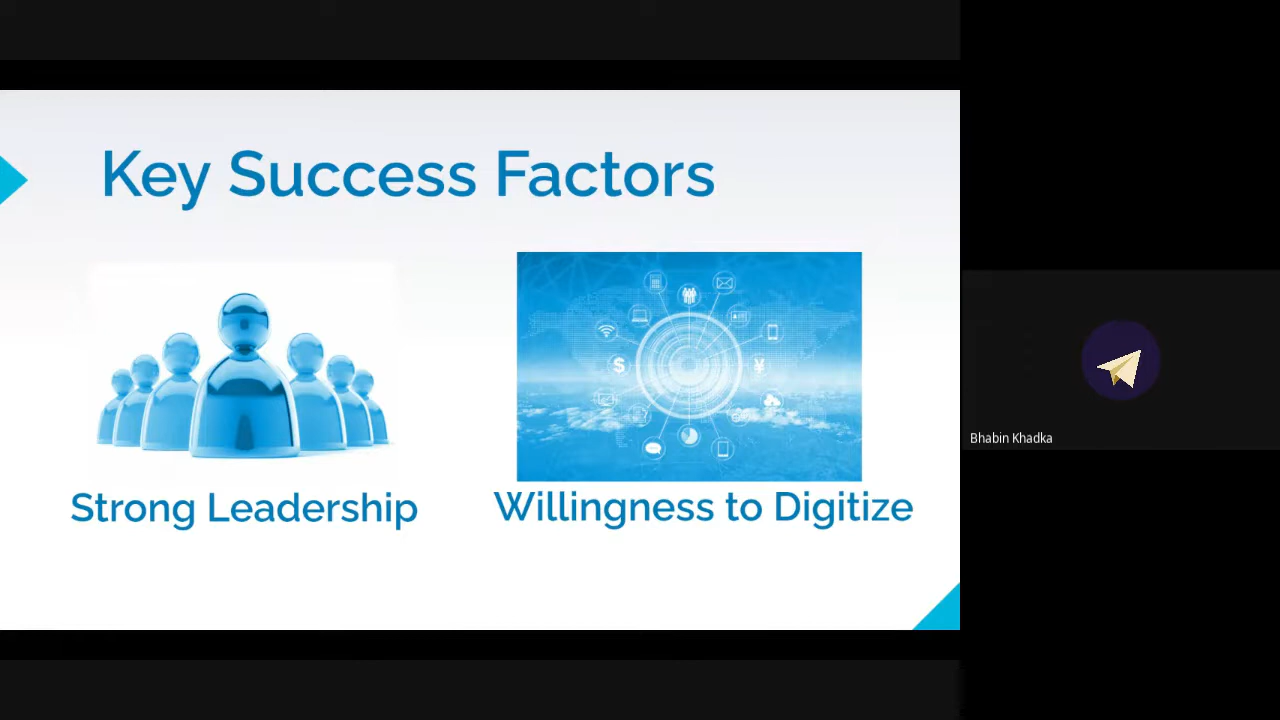 Key Success Factors
$
¥
Strong Leadership
Willingness to Digitize
Bhabin Khadka